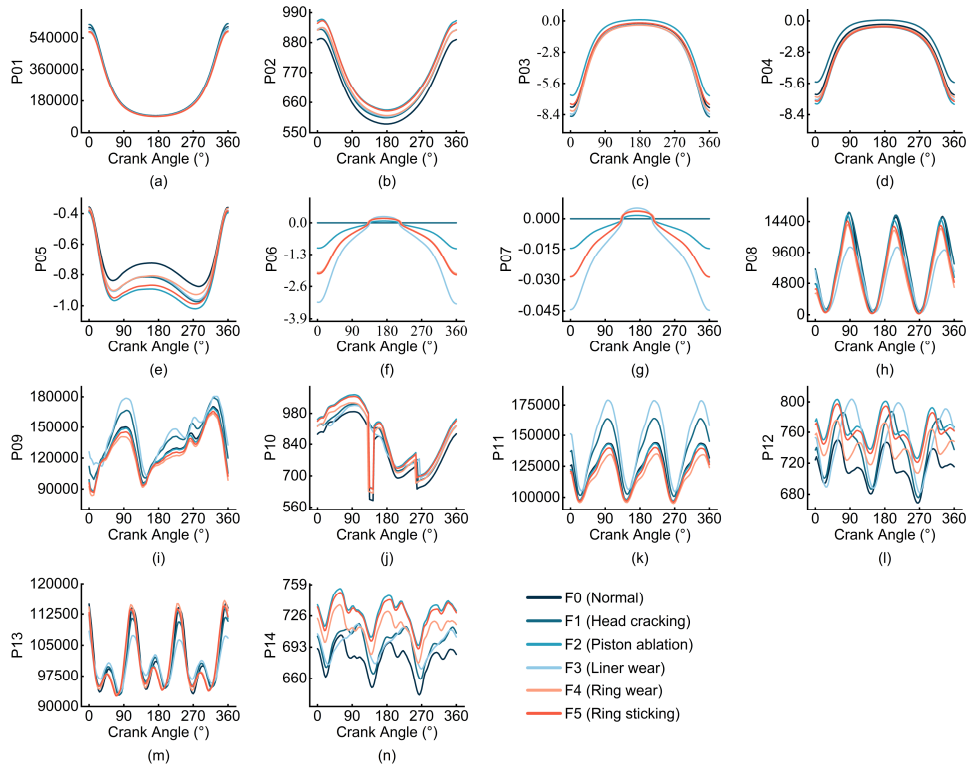 P01
540000
360000
180000
0
0 90 180 270 360
Crank Angle (°)
(a)
P02
990
880
770
660
550
0 90 180 270 360
Crank Angle (°)
(b)
P03
0.0
-2.8
-5.6
-8.4
0 90 180 270 360
Crank Angle (°)
(c)
P04
0.0
-2.8
-5.6
-8.4
0 90 180 270 360
Crank Angle (°)
(d)
P05
-0.4
-0.6
-0.8
-1.0
0 90 180 270 360
Crank Angle (°)
(e)
P06
0.0
-1.3
-2.6
-3.9
0 90 180 270 360
Crank Angle (°)
(f)
P07
0.000
-0.015
-0.030
-0.045
0 90 180 270 360
Crank Angle (°)
(g)
P08
14400
9600
4800
0
0 90 180 270 360
Crank Angle (°)
(h)
P09
180000
150000
120000
90000
0 90 180 270 360
Crank Angle (°)
(i)
P10
980
840
700
560
0 90 180 270 360
Crank Angle (°)
(j)
P11
175000
150000
125000
100000
0 90 180 270 360
Crank Angle (°)
(k)
P12
800
760
720
680
0 90 180 270 360
Crank Angle (°)
(l)
P13
120000
112500
105000
97500
90000
0 90 180 270 360
Crank Angle (°)
(m)
P14
759
726
693
660
0 90 180 270 360
Crank Angle (°)
(n)
F0 (Normal)
F1 (Head cracking)
F2 (Piston ablation)
F3 (Liner wear)
F4 (Ring wear)
F5 (Ring sticking)